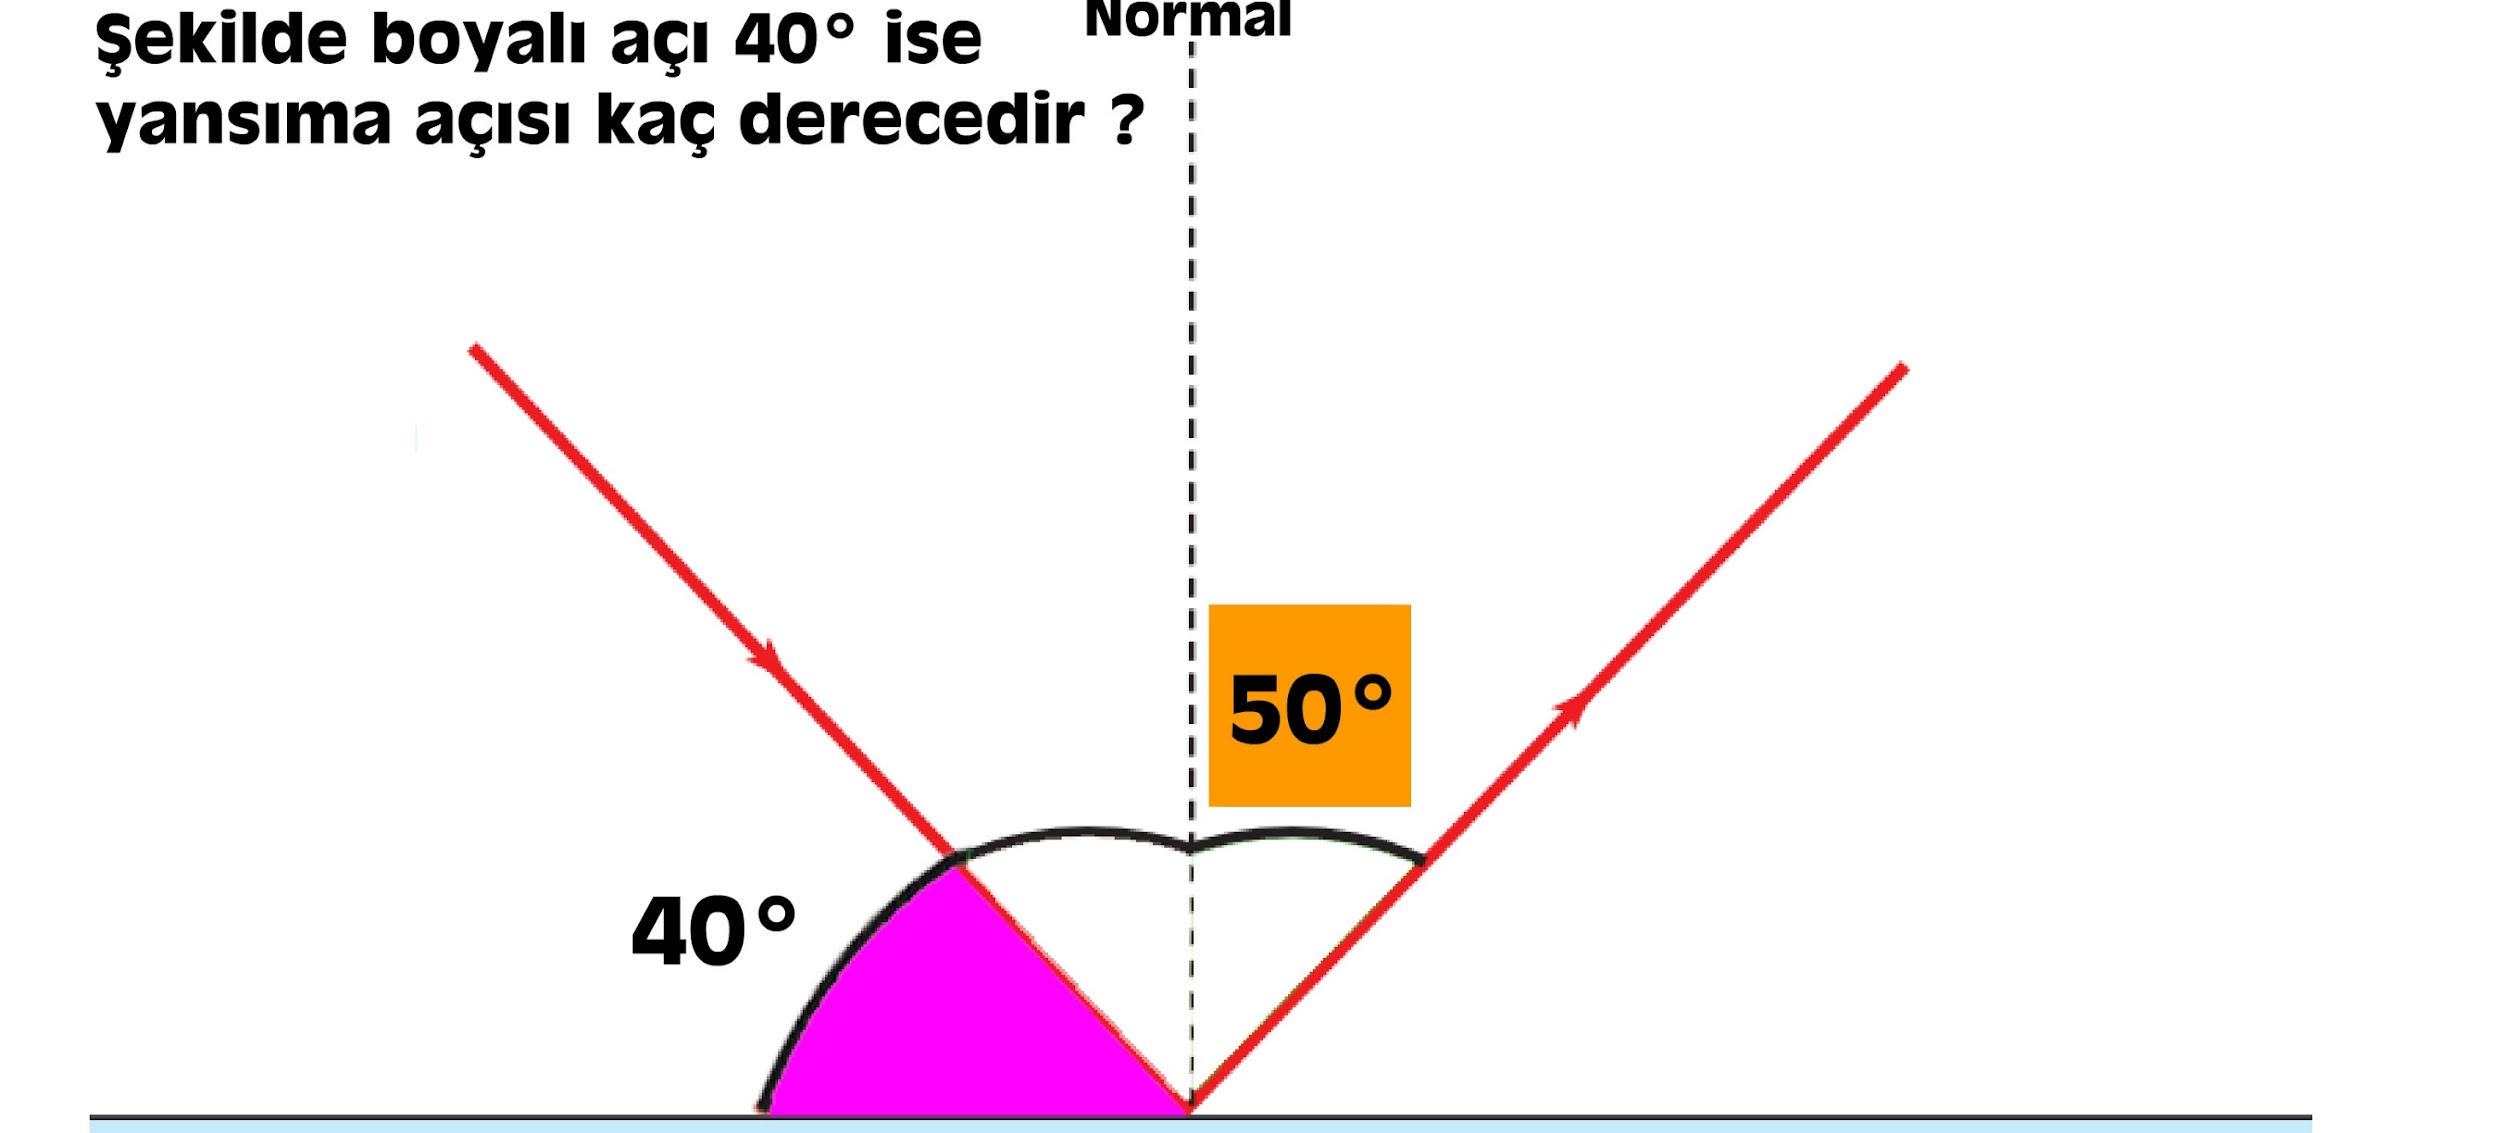 Şekilde boyalı açı 40° ise
yansıma açısı kaç derecedir ?
Normal
50°
40°